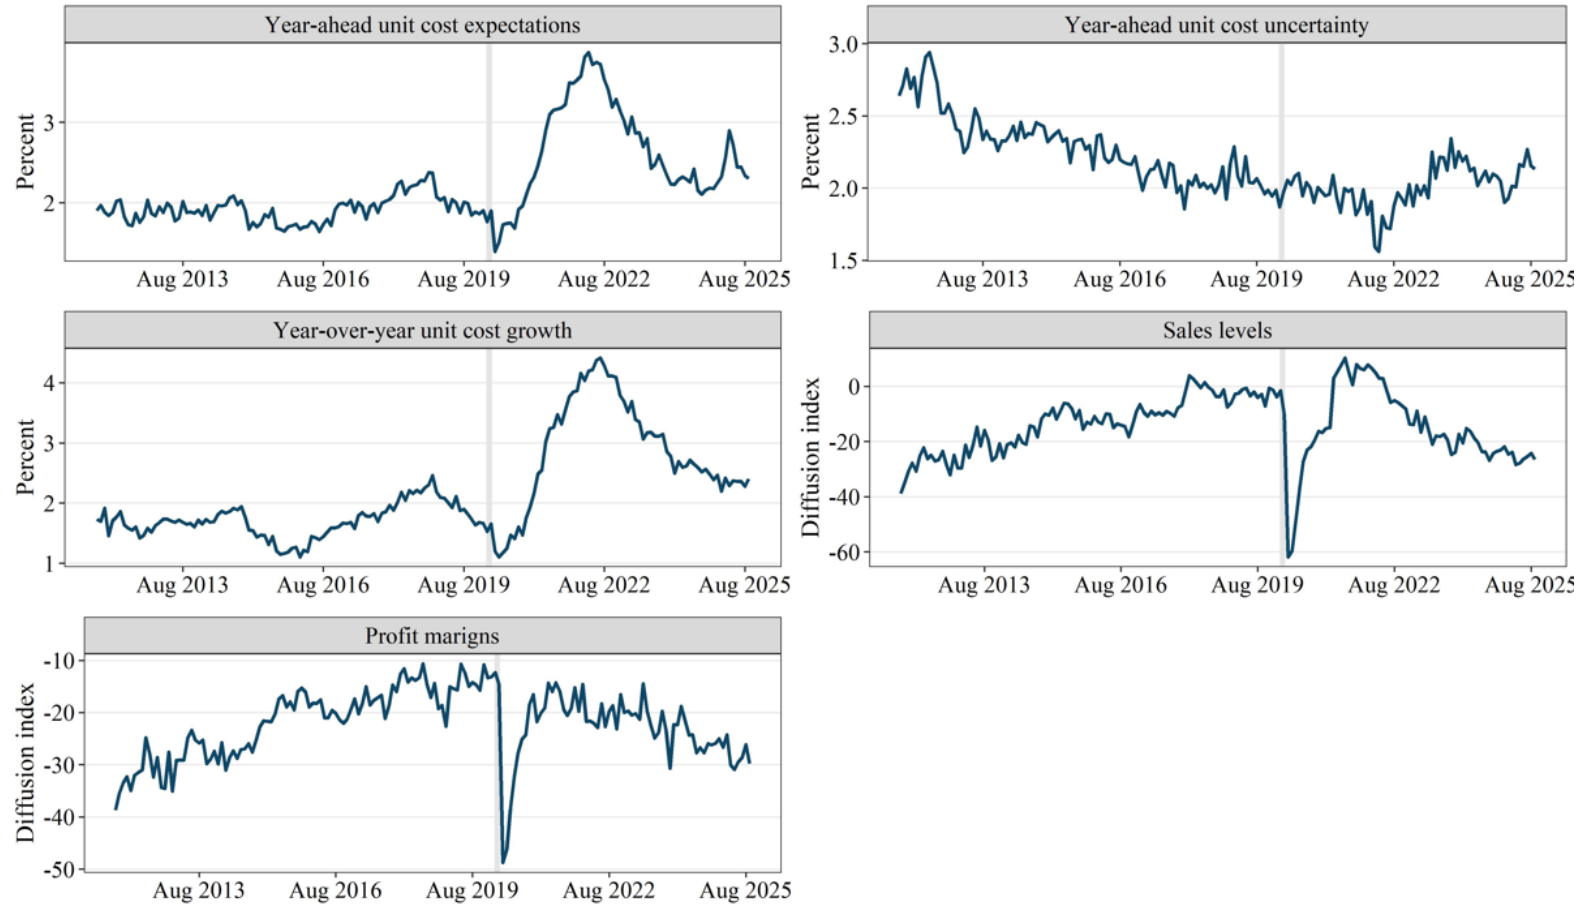 Year-ahead unit cost expectations
Percent
3
2
Aug 2013 Aug 2016 Aug 2019 Aug 2022 Aug 2025
Year-ahead unit cost uncertainty
Percent
3.0
2.5
2.0
1.5
Aug 2013 Aug 2016 Aug 2019 Aug 2022 Aug 2025
Year-over-year unit cost growth
Percent
4
3
2
1
Aug 2013 Aug 2016 Aug 2019 Aug 2022 Aug 2025
Sales levels
Diffusion index
0
-20
-40
-60
Aug 2013 Aug 2016 Aug 2019 Aug 2022 Aug 2025
Profit marigns
Diffusion index
-10
-20
-30
-40
-50
Aug 2013 Aug 2016 Aug 2019 Aug 2022 Aug 2025